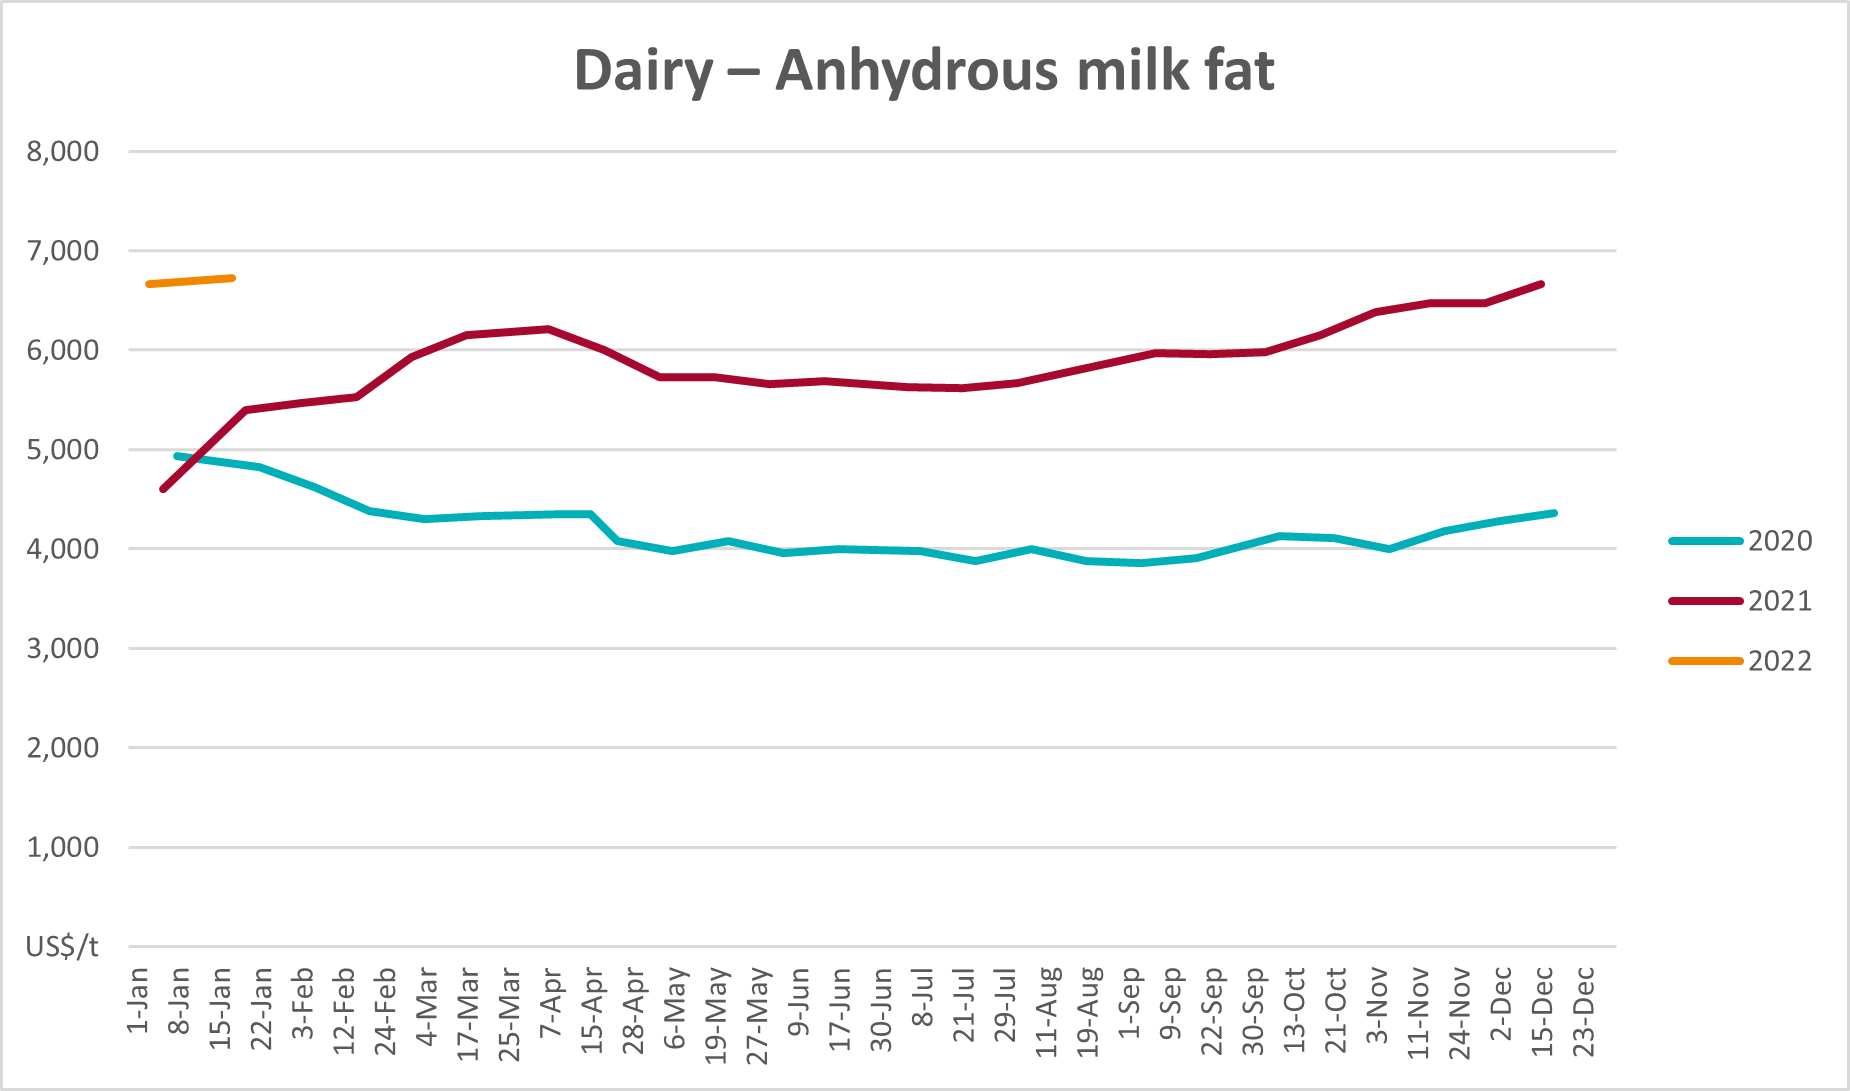 Dairy – Anhydrous milk fat
8,000
7,000
6,000
5,000
4,000
3,000
2,000
1,000
US$/t
1-Jan
8-Jan
15-Jan
22-Jan
3-Feb
12-Feb
24-Feb
4-Mar
17-Mar
25-Mar
7-Apr
15-Apr
28-Apr
6-May
19-May
27-May
9-Jun
17-Jun
30-Jun
8-Jul
21-Jul
29-Jul
11-Aug
19-Aug
1-Sep
9-Sep
22-Sep
30-Sep
13-Oct
21-Oct
3-Nov
11-Nov
24-Nov
2-Dec
15-Dec
23-Dec
2020
2021
2022